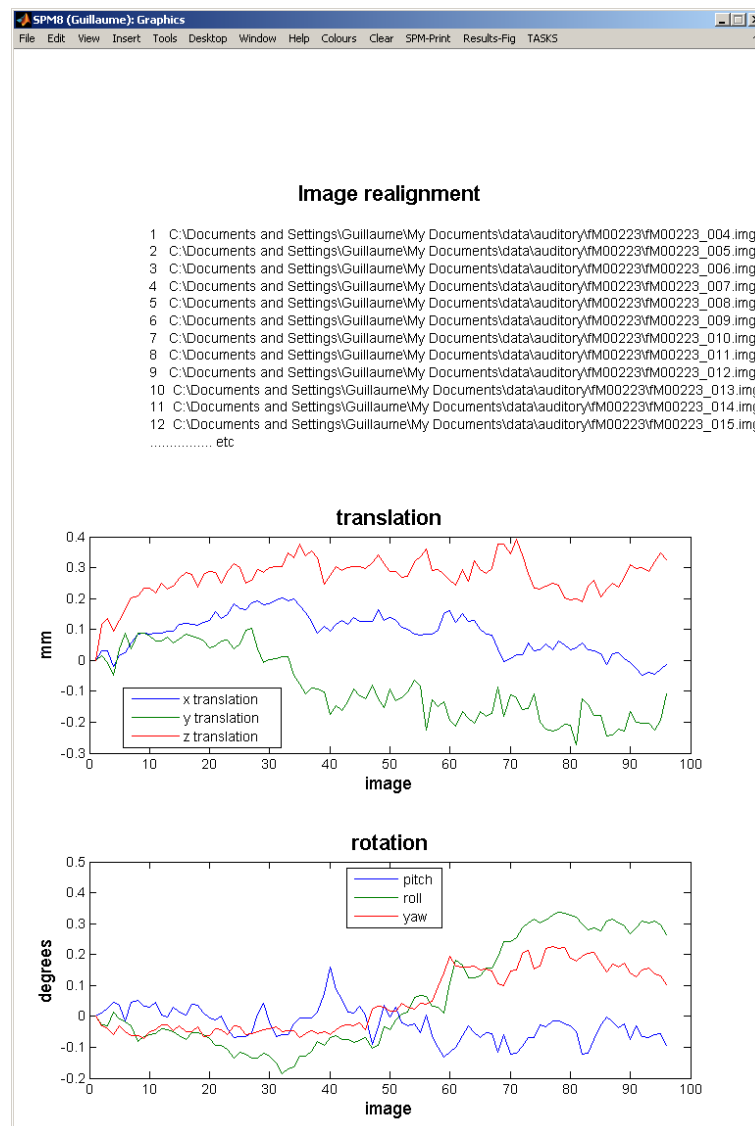 SPM8 (Guillaume): Graphics
File Edit View Insert Tools Desktop Window Help Colours Clear SPM-Print Results-Fig TASKS
Image realignment
1 C:\Documents and Settings\Guillaume\My Documents\data\auditory\fM00223\fM00223_004.img
2 C:\Documents and Settings\Guillaume\My Documents\data\auditory\fM00223\fM00223_005.img
3 C:\Documents and Settings\Guillaume\My Documents\data\auditory\fM00223\fM00223_006.img
4 C:\Documents and Settings\Guillaume\My Documents\data\auditory\fM00223\fM00223_007.img
5 C:\Documents and Settings\Guillaume\My Documents\data\auditory\fM00223\fM00223_008.img
6 C:\Documents and Settings\Guillaume\My Documents\data\auditory\fM00223\fM00223_009.img
7 C:\Documents and Settings\Guillaume\My Documents\data\auditory\fM00223\fM00223_010.img
8 C:\Documents and Settings\Guillaume\My Documents\data\auditory\fM00223\fM00223_011.img
9 C:\Documents and Settings\Guillaume\My Documents\data\auditory\fM00223\fM00223_012.img
10 C:\Documents and Settings\Guillaume\My Documents\data\auditory\fM00223\fM00223_013.img
11 C:\Documents and Settings\Guillaume\My Documents\data\auditory\fM00223\fM00223_014.img
12 C:\Documents and Settings\Guillaume\My Documents\data\auditory\fM00223\fM00223_015.img
............... etc
translation
0.4
0.3
0.2
0.1
0
-0.1
-0.2
-0.3
mm
x translation
y translation
z translation
0 10 20 30 40 50 60 70 80 90 100
image
rotation
0.5
0.4
0.3
0.2
0.1
0
-0.1
-0.2
degrees
pitch
roll
yaw
0 10 20 30 40 50 60 70 80 90 100
image